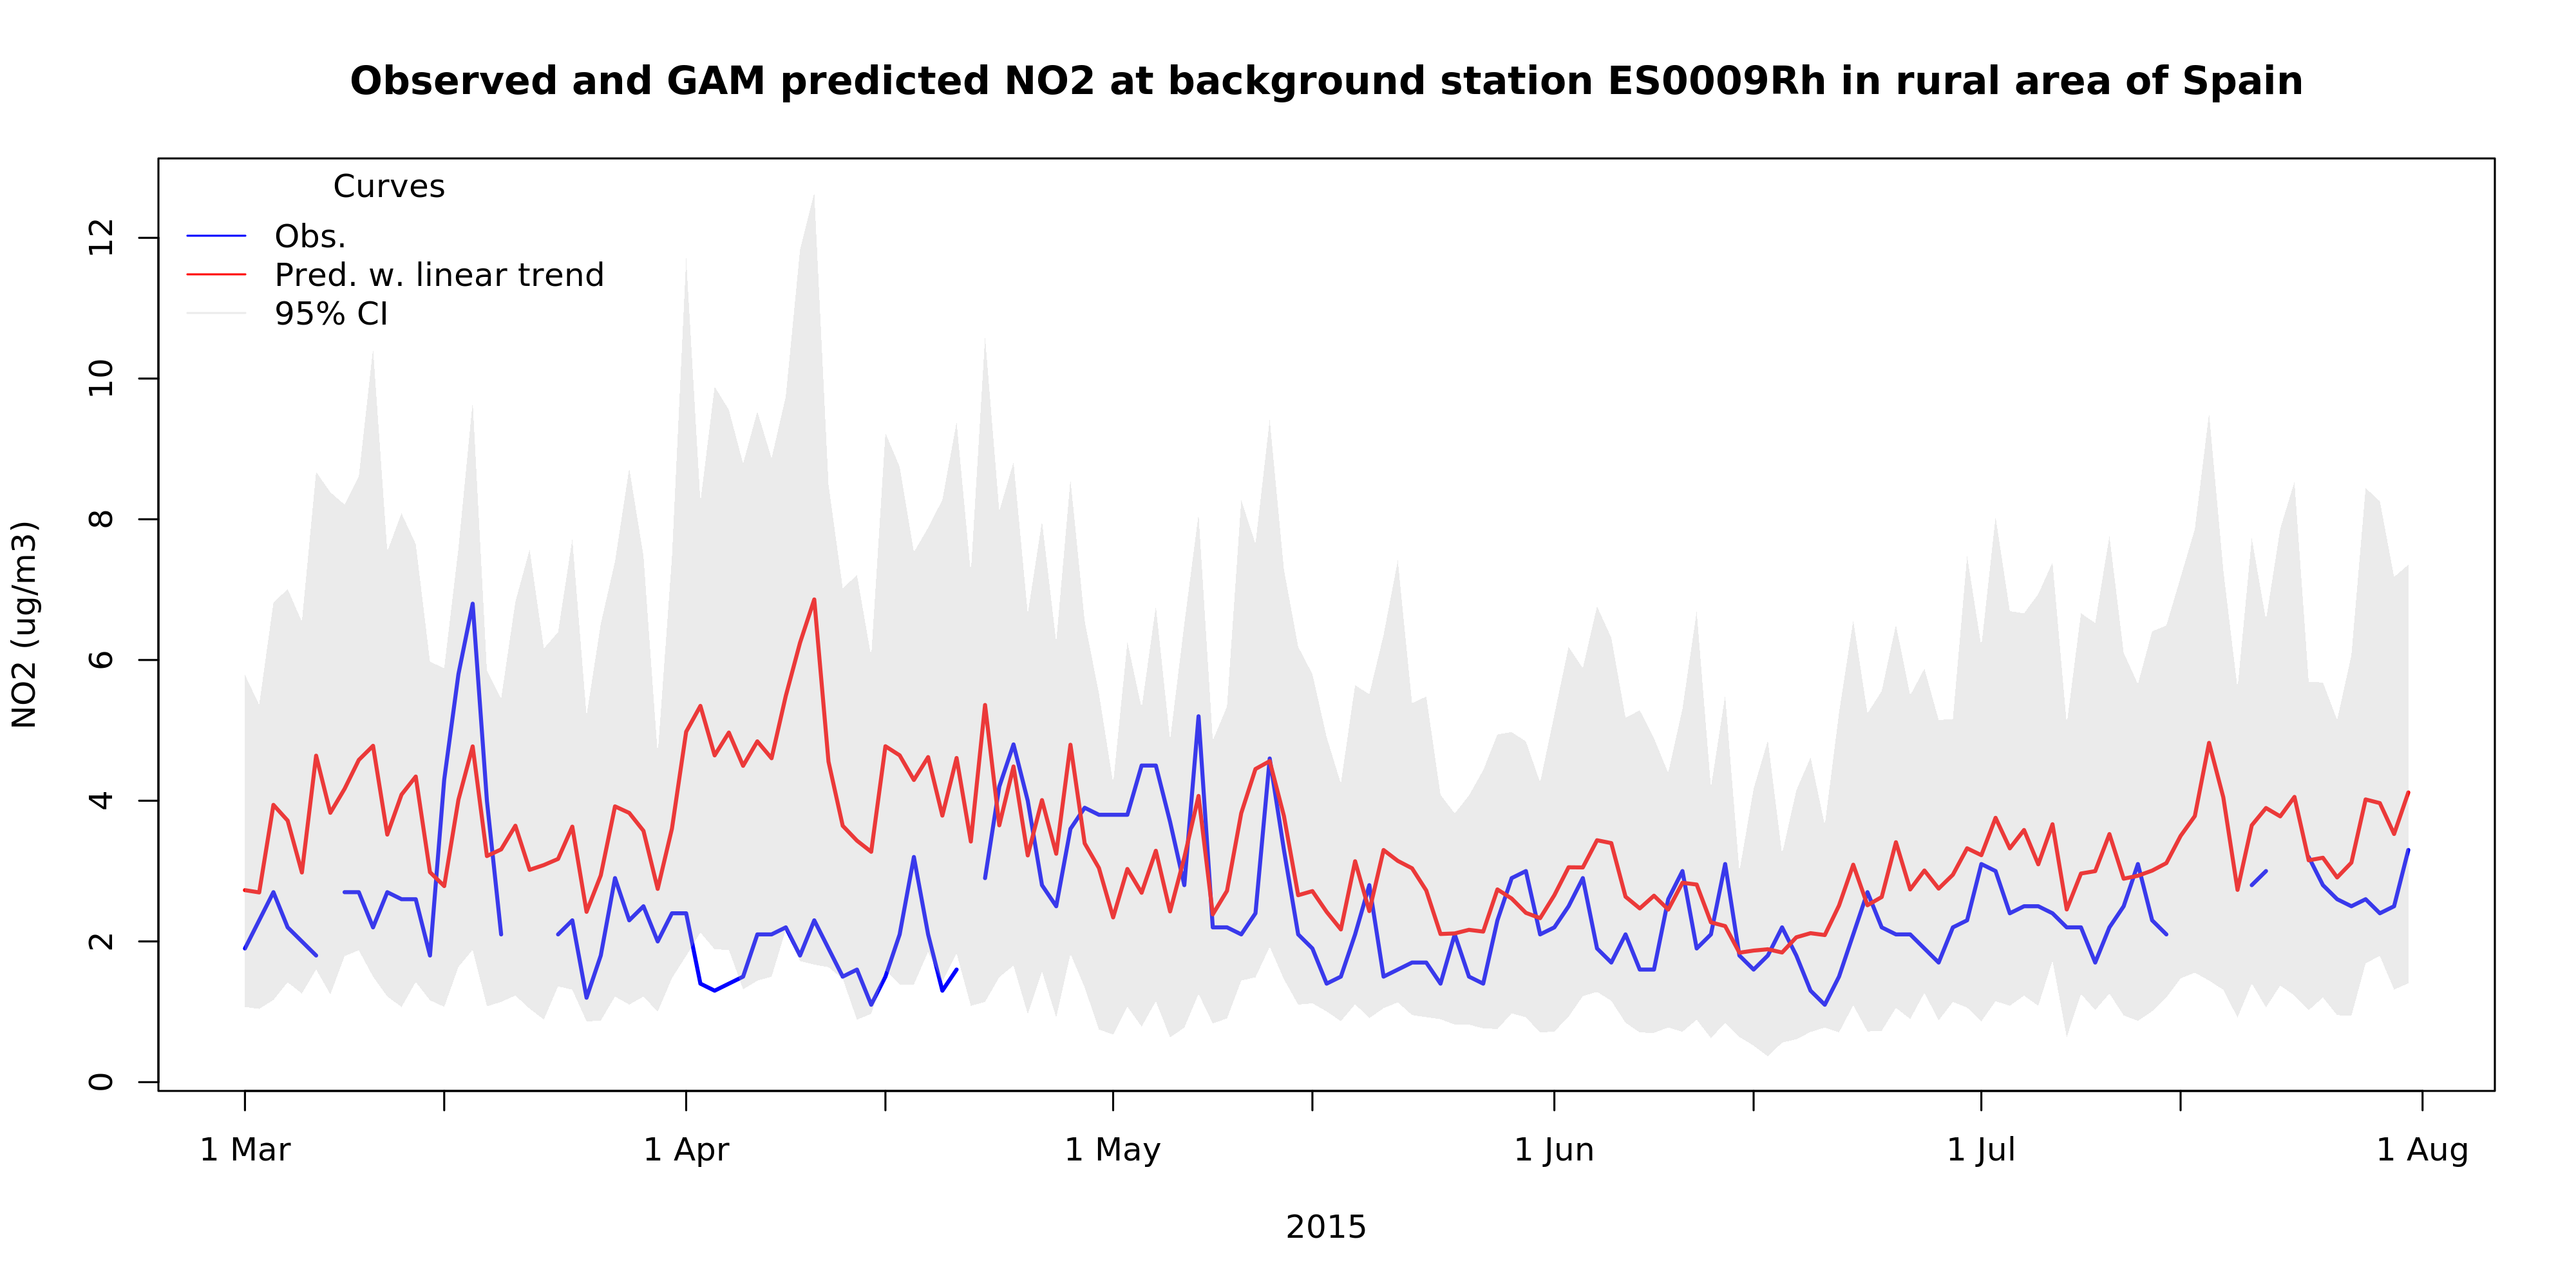 Observed and GAM predicted NO2 at background station ES0009Rh in rural area of Spain
Curves
Obs.
Pred. w. linear trend
95% CI
NO2 (ug/m3)
12
10
8
6
4
2
0
1 Mar
1 Apr
1 May
1 Jun
1 Jul
1 Aug
2015